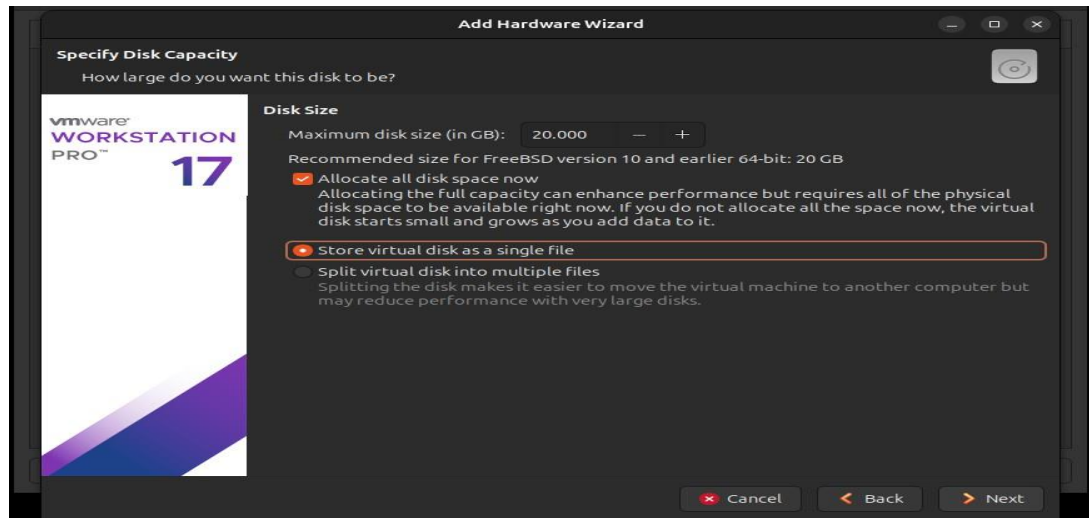 Add Hardware Wizard
Specify Disk Capacity
How large do you want this disk to be?
vmware
WORKSTATION
PRO™
17
Disk Size
Maximum disk size (in GB): 20.000 — +
Recommended size for FreeBSD version 10 and earlier 64-bit: 20 GB
Allocate all disk space now
Allocating the full capacity can enhance performance but requires all of the physical
disk space to be available right now. If you do not allocate all the space now, the virtual
disk starts small and grows as you add data to it.
Store virtual disk as a single file
Split virtual disk into multiple files
Splitting the disk makes it easier to move the virtual machine to another computer but
may reduce performance with very large disks.
Cancel Back Next